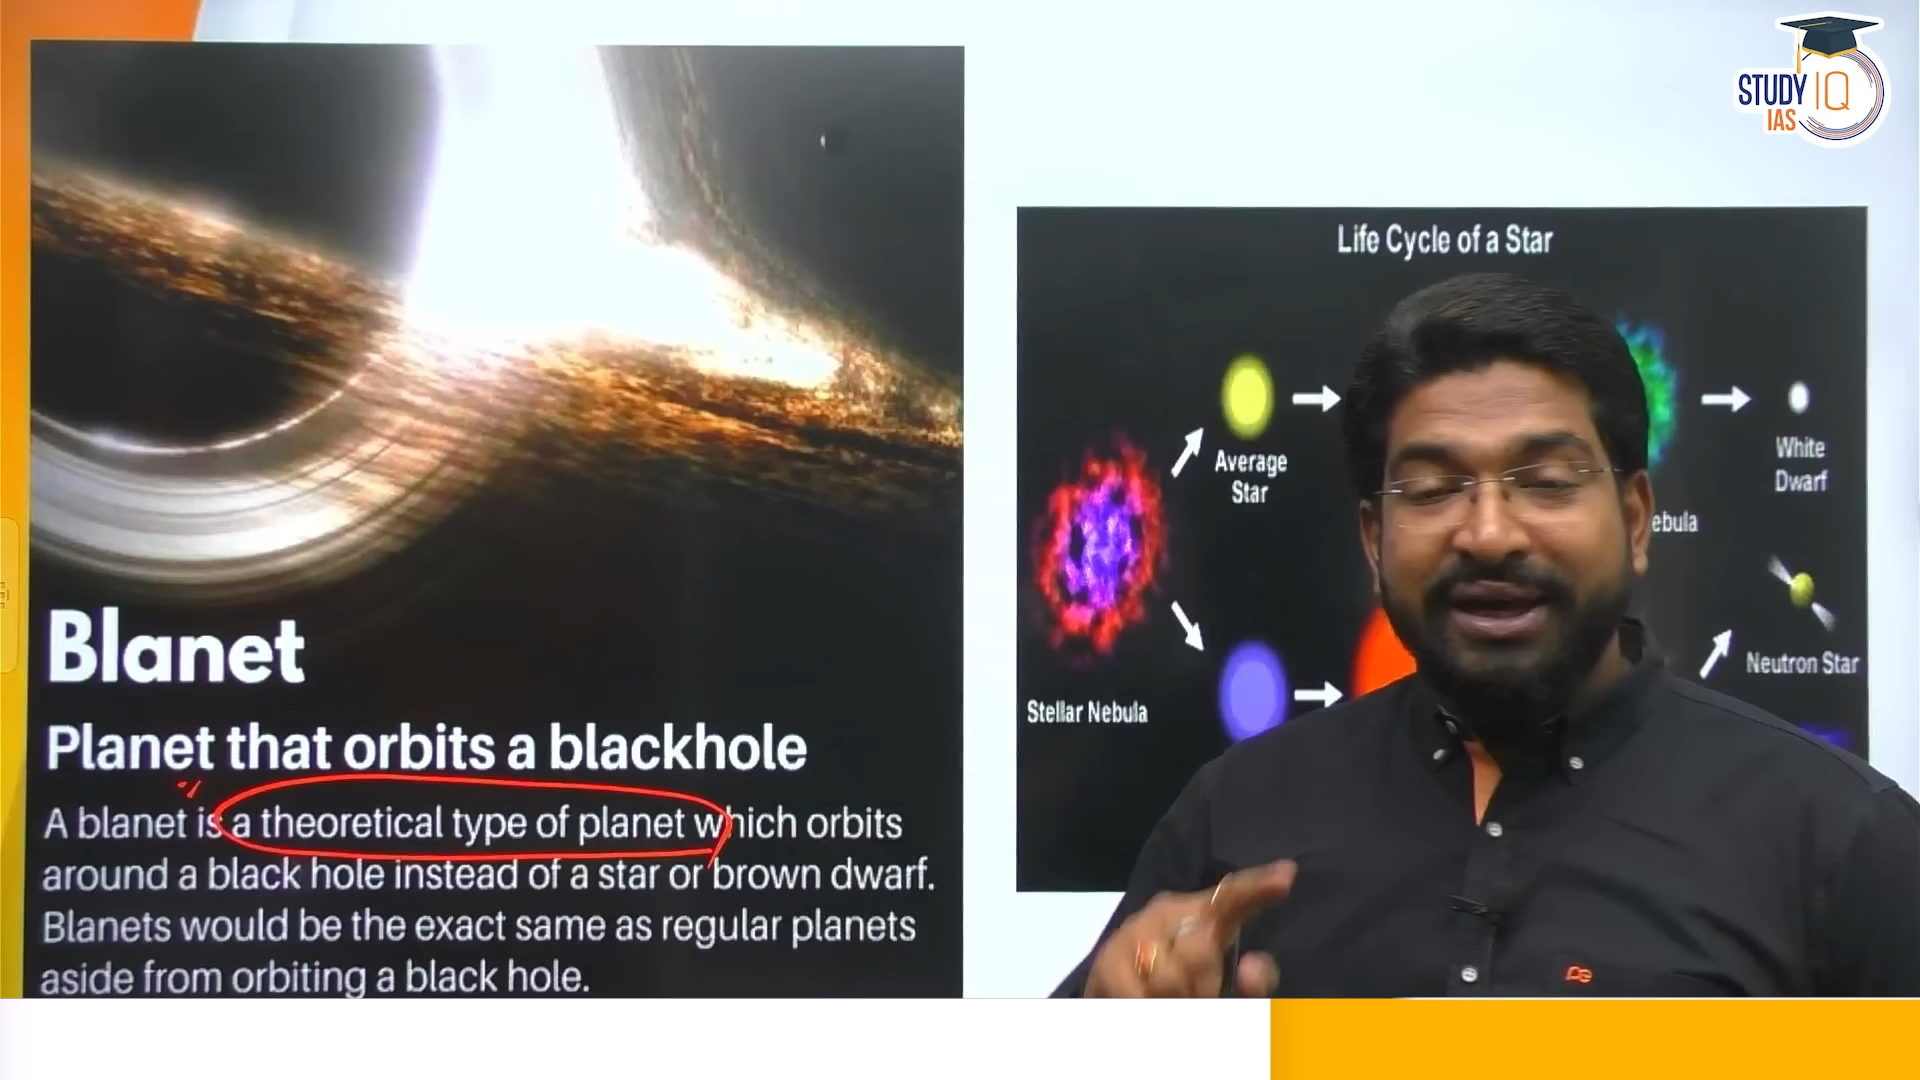 STUDY IQ
IAS
Blanet
Planet that orbits a blackhole
A blanet is a theoretical type of planet which orbits
around a black hole instead of a star or brown dwarf.
Blanets would be the exact same as regular planets
aside from orbiting a black hole.
Life Cycle of a Star
Average
Star
White
Dwarf
ebula
Neutron Star
Stellar Nebula